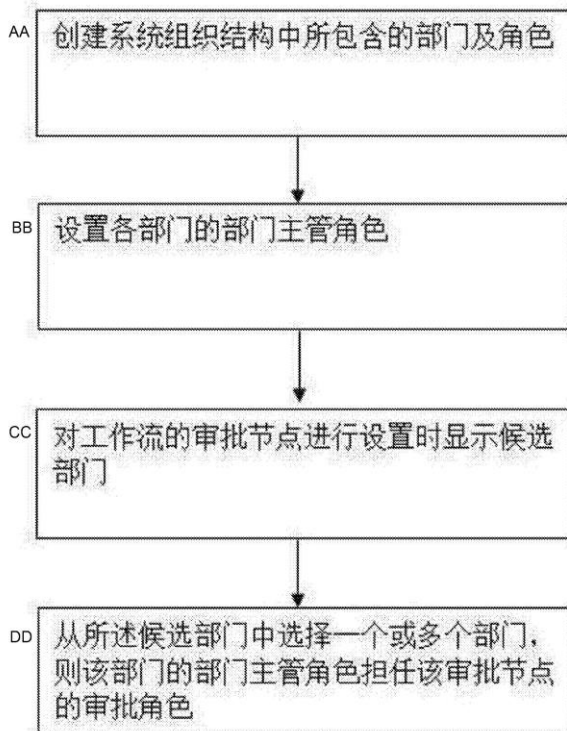 AA 创建系统组织结构中所包含的部门及角色
BB 设置各部门的部门主管角色
CC 对工作流的审批节点进行设置时显示候选
部门
DD 从所述候选部门中选择一个或多个部门，
则该部门的部门主管角色担任该审批节点
的审批角色